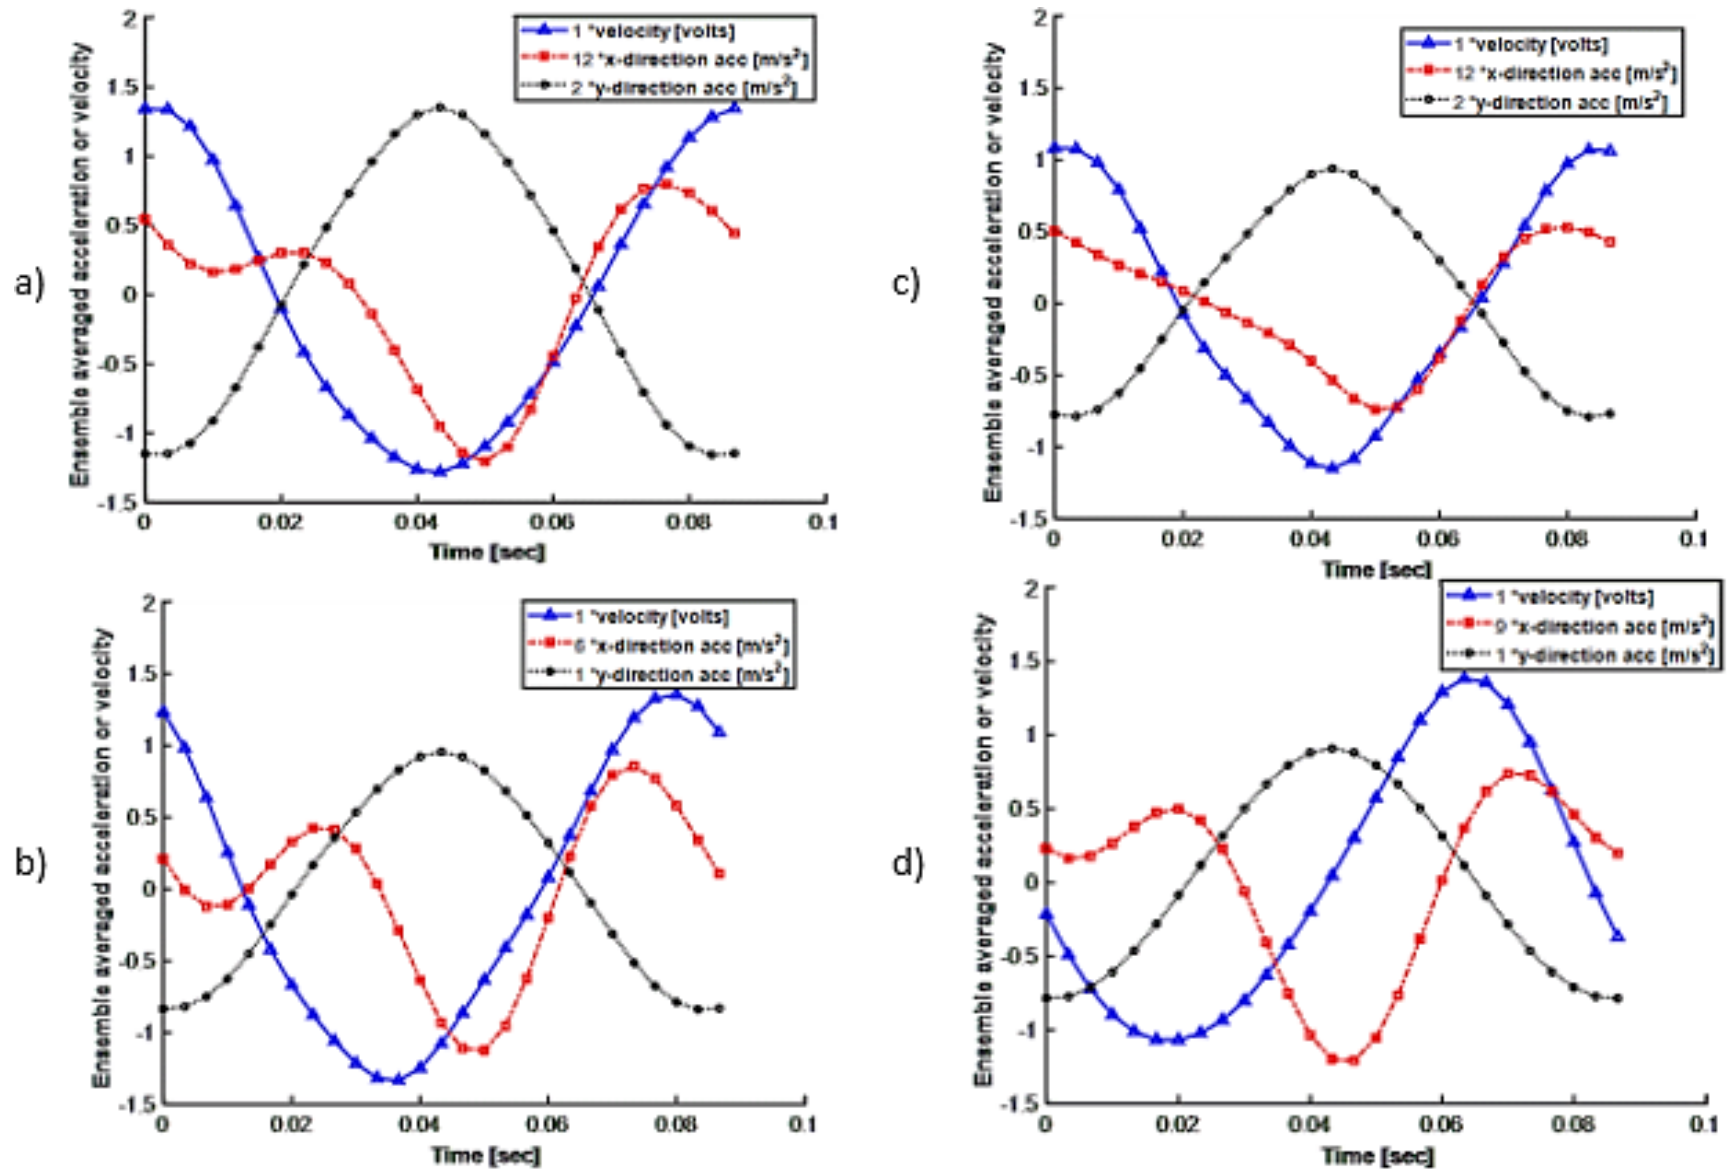 a)
Ensemble averaged acceleration or velocity
2
1.5
1
0.5
0
-0.5
-1
-1.5
1 *velocity [volts]
12 *x-direction acc [m/s²]
2 *y-direction acc [m/s²]
0 0.02 0.04 0.06 0.08 0.1
Time [sec]
c)
Ensemble averaged acceleration or velocity
2
1.5
1
0.5
0
-0.5
-1
-1.5
1 *velocity [volts]
12 *x-direction acc [m/s²]
2 *y-direction acc [m/s²]
0 0.02 0.04 0.06 0.08 0.1
Time [sec]
b)
Ensemble averaged acceleration or velocity
2
1.5
1
0.5
0
-0.5
-1
-1.5
1 *velocity [volts]
6 *x-direction acc [m/s²]
1 *y-direction acc [m/s²]
0 0.02 0.04 0.06 0.08 0.1
Time [sec]
d)
Ensemble averaged acceleration or velocity
2
1.5
1
0.5
0
-0.5
-1
-1.5
1 *velocity [volts]
9 *x-direction acc [m/s²]
1 *y-direction acc [m/s²]
0 0.02 0.04 0.06 0.08 0.1
Time [sec]